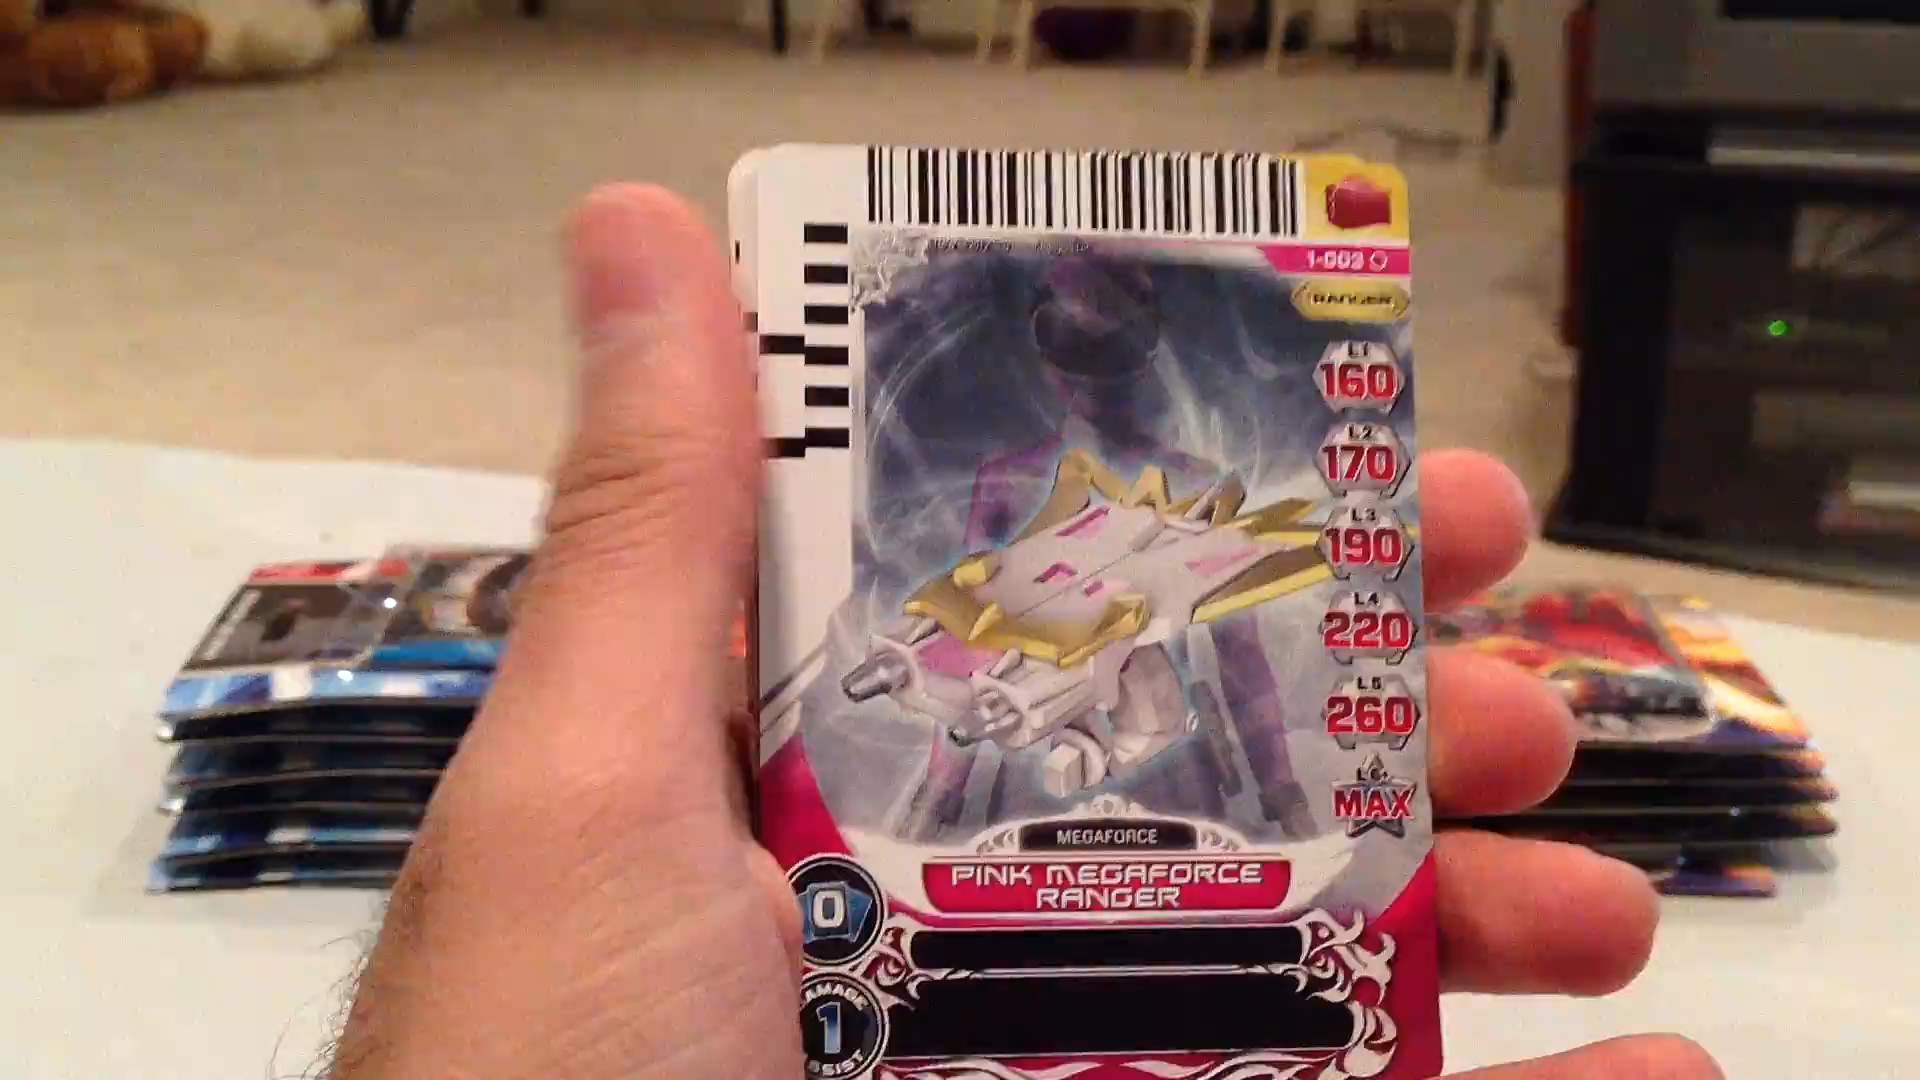 1-003
RANGER
L1
160
L2
170
L3
190
L4
220
L5
260
L6+
MAX
MEGAFORCE
PINK MEGAFORCE
RANGER
0
1